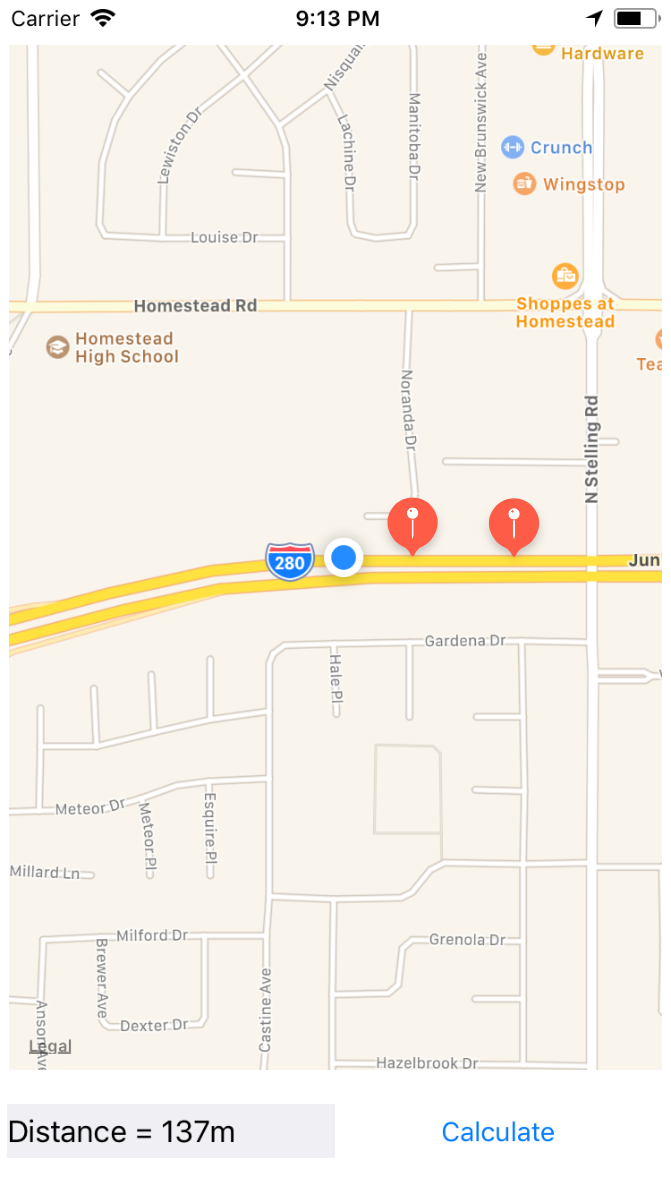 Carrier 9:13 PM
Hardware
Nisqual
Lewiston Dr
Lachine Dr
Manitoba Dr
New Brunswick Ave
Crunch
Wingstop
Louise Dr
Homestead Rd
Shoppes at
Homestead
Homestead
High School
Tea
Noranda Dr
N Stelling Rd
280
Jun
Gardena Dr
Hale Pl
Meteor Dr
Meteor Pl
Esquire Pl
Millard Ln
Milford Dr
Brewer Ave
Grenola Dr
Castine Ave
Anson Ave
Dexter Dr
Legal
Hazelbrook Dr
Distance = 137m
Calculate